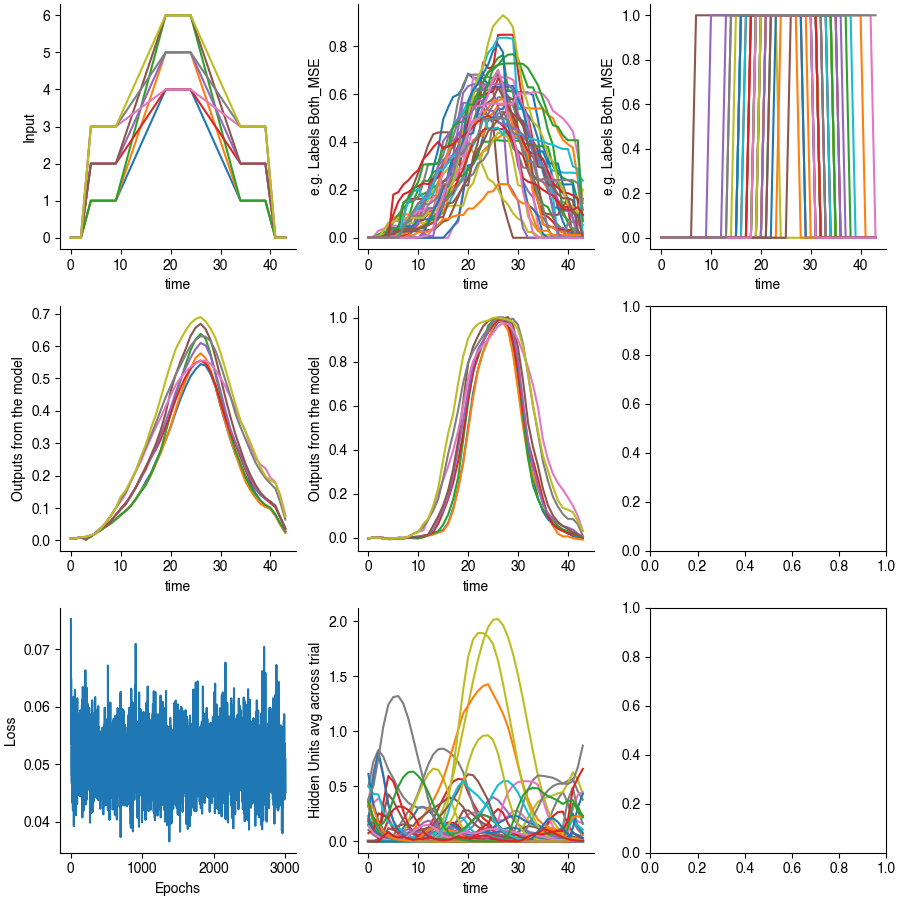 6
5
4
3
2
1
0
Input
0 10 20 30 40
time
0.8
0.6
0.4
0.2
0.0
e.g. Labels Both_MSE
0 10 20 30 40
time
1.0
0.8
0.6
0.4
0.2
0.0
e.g. Labels Both_MSE
0 20 40
time
0.7
0.6
0.5
0.4
0.3
0.2
0.1
0.0
Outputs from the model
0 10 20 30 40
time
1.0
0.8
0.6
0.4
0.2
0.0
Outputs from the model
0 10 20 30 40
time
1.0
0.8
0.6
0.4
0.2
0.0
0.0 0.2 0.4 0.6 0.8 1.0
0.07
0.06
0.05
0.04
Loss
0 1000 2000 3000
Epochs
2.0
1.5
1.0
0.5
0.0
Hidden Units avg across trial
0 10 20 30 40
time
1.0
0.8
0.6
0.4
0.2
0.0
0.0 0.2 0.4 0.6 0.8 1.0